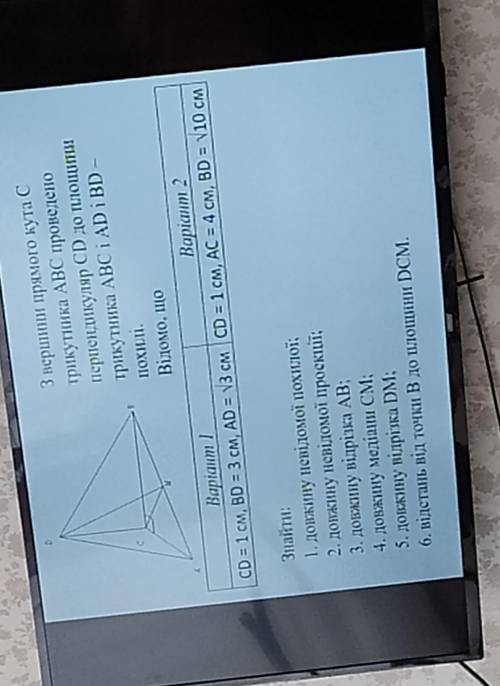 З вершини прямого кута С
трикутника АВС проведено
перпендикуляр CD до площини
трикутника АВС і AD і BD –
похилі.
Відомо, що
D
C
B
M
A
Варіант 1
Варіант 2
CD = 1 см, BD = 3 см, AD = √3 см
CD = 1 см, AC = 4 см, BD = √10 см
Знайти:
1. довжину невідомої похилої;
2. довжину невідомої проекції;
3. довжину відрізка АВ;
4. довжину медіани СМ;
5. довжину відрізка DM;
6. відстань від точки В до площини DCM.